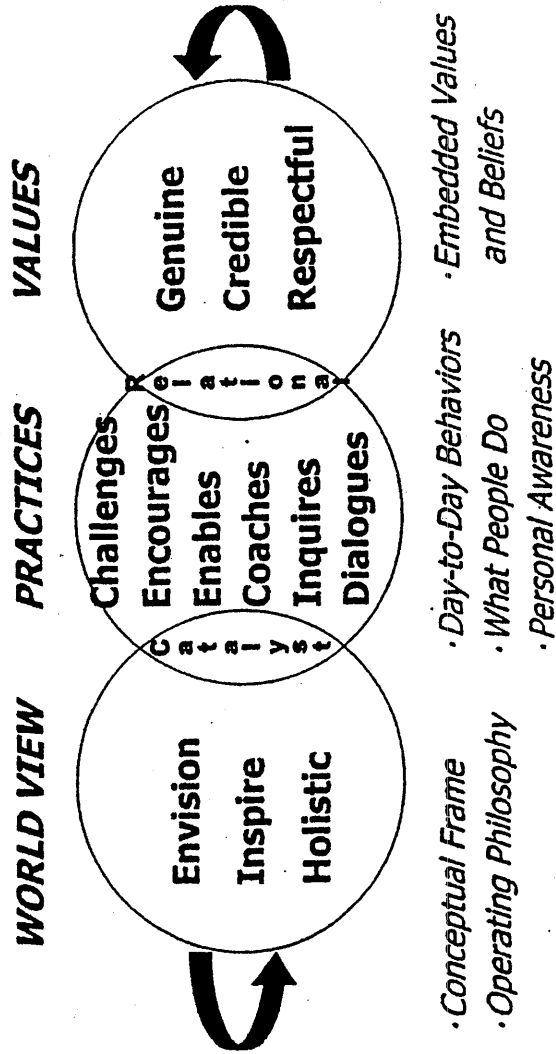 WORLD VIEW
PRACTICES
VALUES
Envision
Inspire
Holistic
Catalyst
Challenges
Encourages
Enables
Coaches
Inquires
Dialogues
Relational
Genuine
Credible
Respectful
·Conceptual Frame
·Operating Philosophy
·Day-to-Day Behaviors
·What People Do
·Personal Awareness
·Embedded Values
and Beliefs